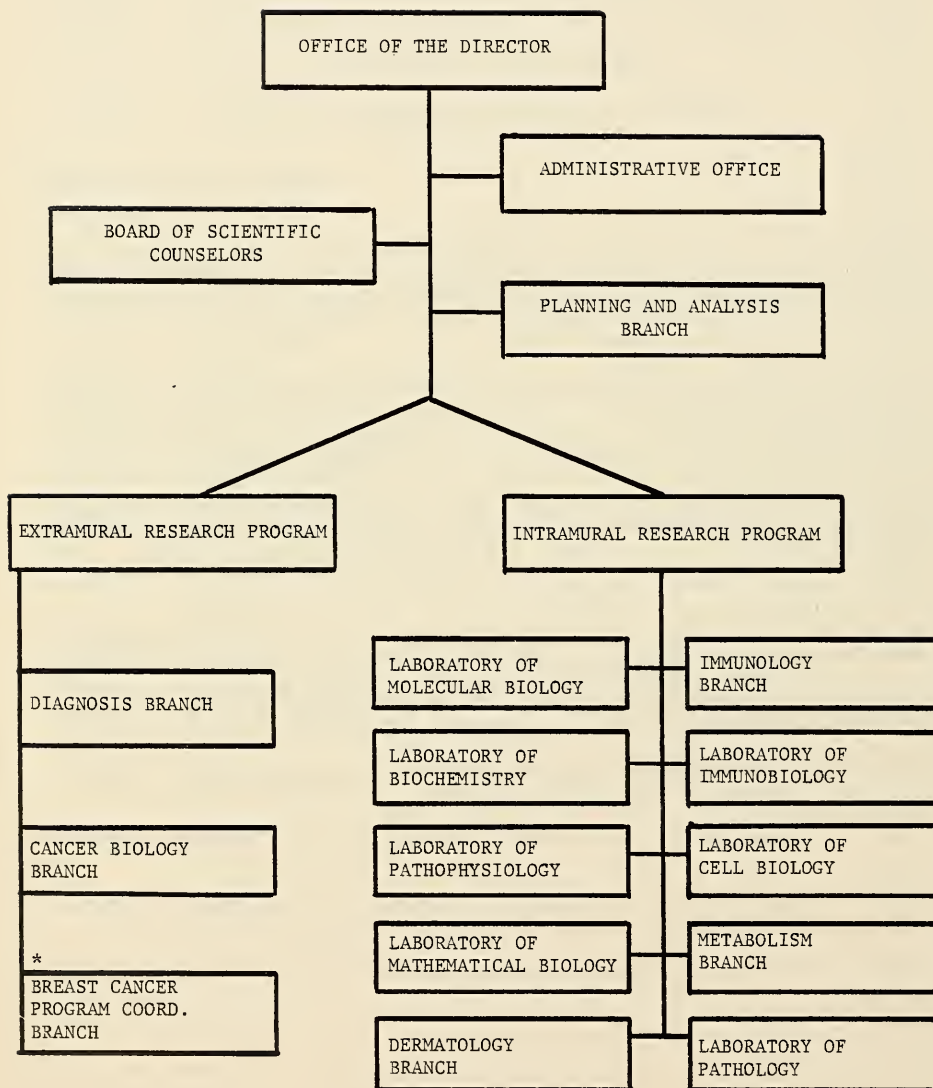 OFFICE OF THE DIRECTOR
ADMINISTRATIVE OFFICE
BOARD OF SCIENTIFIC
COUNSELORS
PLANNING AND ANALYSIS
BRANCH
EXTRAMURAL RESEARCH PROGRAM
DIAGNOSIS BRANCH
CANCER BIOLOGY
BRANCH
*
BREAST CANCER
PROGRAM COORD.
BRANCH
INTRAMURAL RESEARCH PROGRAM
LABORATORY OF
MOLECULAR BIOLOGY
IMMUNOLOGY
BRANCH
LABORATORY OF
BIOCHEMISTRY
LABORATORY OF
IMMUNOBIOLOGY
LABORATORY OF
PATHOPHYSIOLOGY
LABORATORY OF
CELL BIOLOGY
LABORATORY OF
MATHEMATICAL BIOLOGY
METABOLISM
BRANCH
DERMATOLOGY
BRANCH
LABORATORY OF
PATHOLOGY